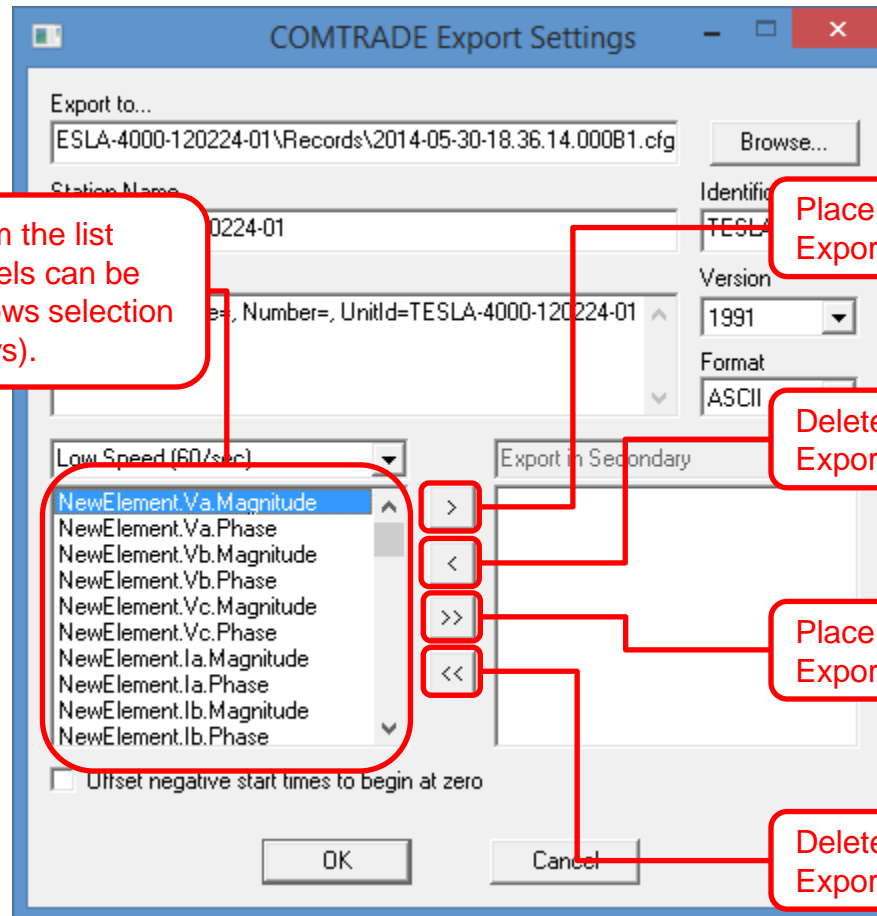 COMTRADE Export Settings
Export to...
ESLA-4000-120224-01\Records\2014-05-30-18.36.14.000B1.cfg
Browse...
Station Name
0224-01
the list
els can be
ows selection
s).
Place
Expor
Version
1991
=, Number=, UnitId=TESLA-4000-120224-01
Format
ASCII
Delete
Expor
Low Speed (60/sec)
Export in Secondary
NewElement.Va.Magnitude
NewElement.Va.Phase
NewElement.Vb.Magnitude
NewElement.Vb.Phase
NewElement.Vc.Magnitude
NewElement.Vc.Phase
NewElement.Ia.Magnitude
NewElement.Ia.Phase
NewElement.Ib.Magnitude
NewElement.Ib.Phase
>
<
>>
<<
Place
Expor
Offset negative start times to begin at zero
OK
Cancel
Delete
Expor